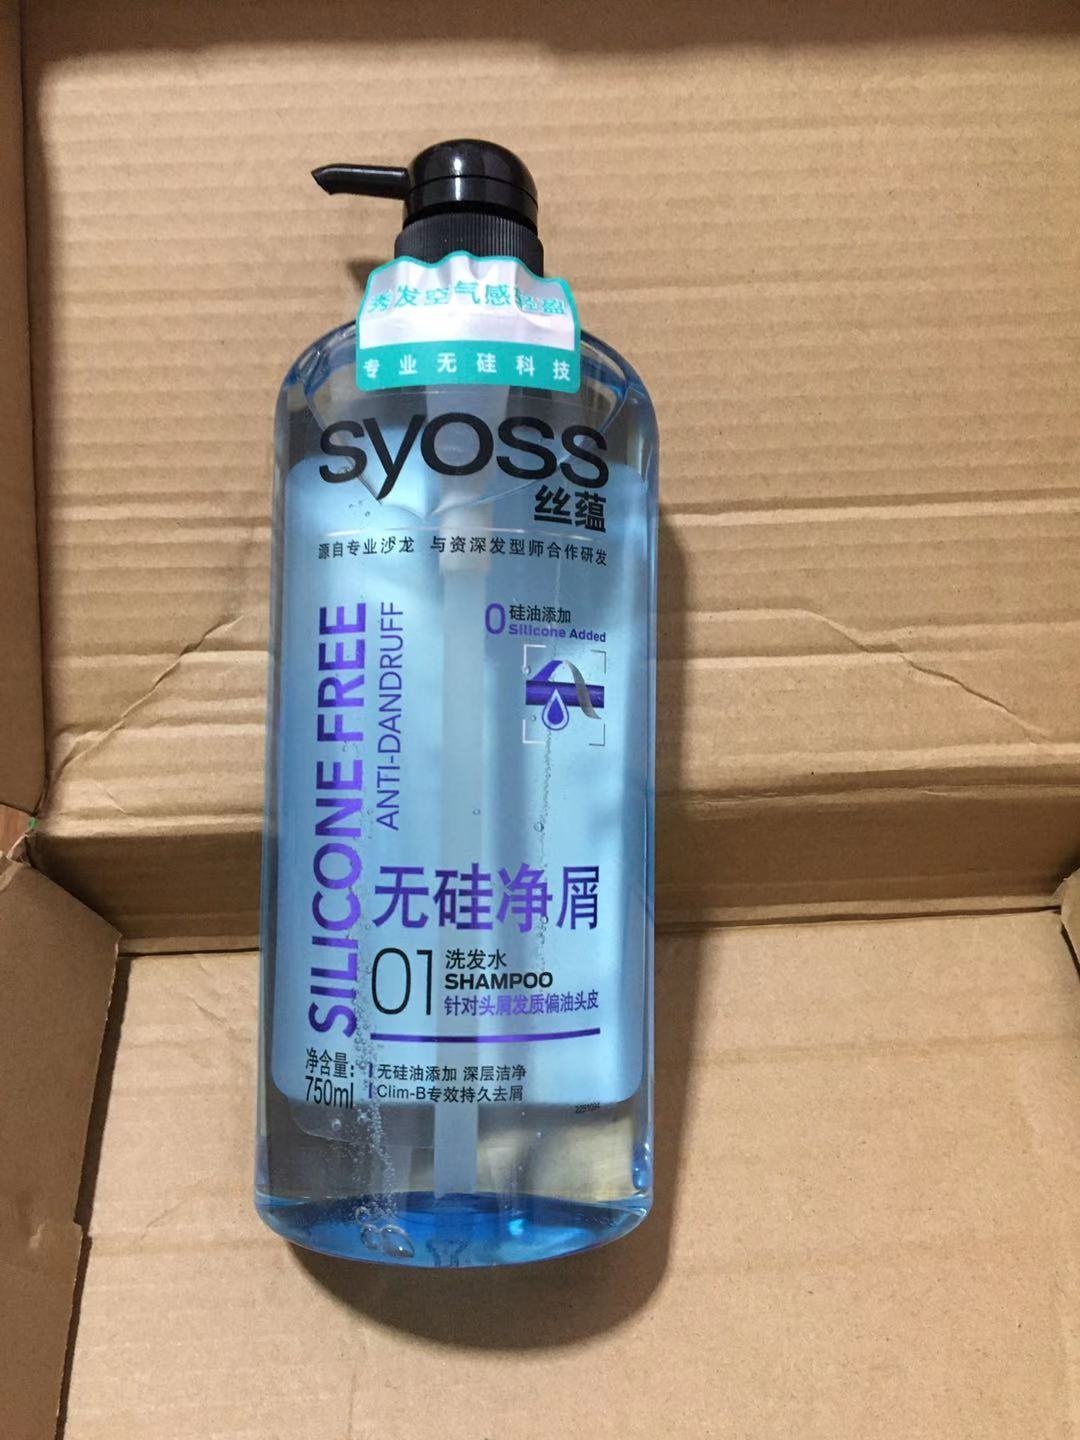 秀发空气感轻盈
专业无硅科技
syoss
丝蕴
源自专业沙龙 与资深发型师合作研发
0 硅油添加
Silicone Added
SILICONE FREE
ANTI-DANDRUFF
无硅净屑
01 洗发水
SHAMPOO
针对头屑发质偏油头皮
净含量:
750ml
无硅油添加 深层洁净
Clim-B专效持久去屑
2251094